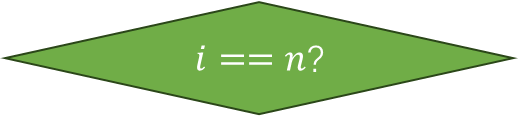 i == n?